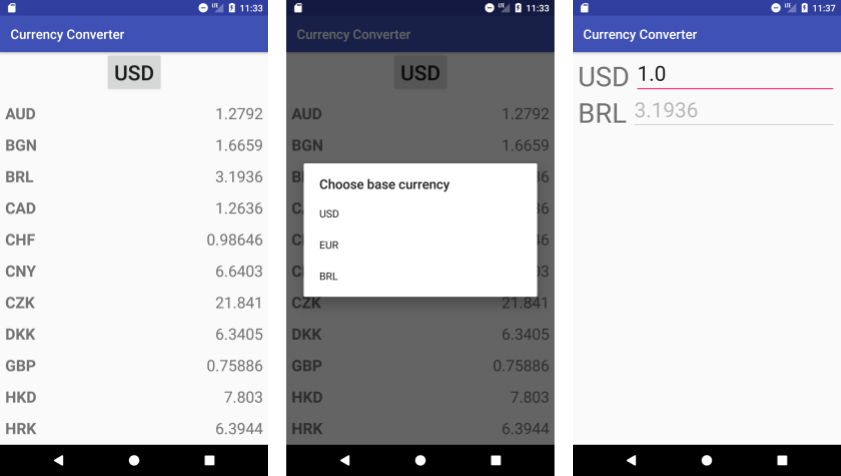 11:33
Currency Converter
USD
AUD 1.2792
BGN 1.6659
BRL 3.1936
CAD 1.2636
CHF 0.98646
CNY 6.6403
CZK 21.841
DKK 6.3405
GBP 0.75886
HKD 7.803
HRK 6.3944
11:33
Currency Converter
USD
AUD 1.2792
BGN 1.6659
Choose base currency
USD
EUR
BRL
CZK 21.841
DKK 6.3405
GBP 0.75886
HKD 7.803
HRK 6.3944
11:37
Currency Converter
USD 1.0
BRL 3.1936